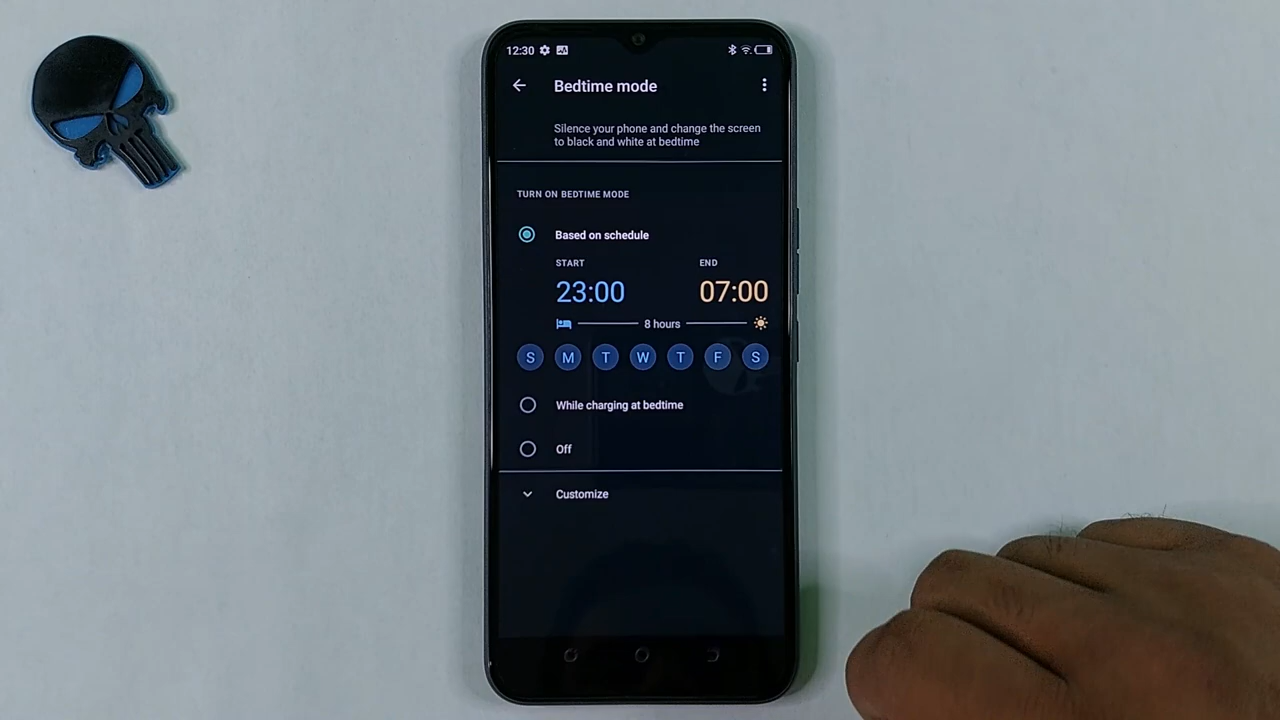 12:30
Bedtime mode
Silence your phone and change the screen
to black and white at bedtime
TURN ON BEDTIME MODE
Based on schedule
START END
23:00 07:00
8 hours
S M T W T F S
While charging at bedtime
Off
Customize